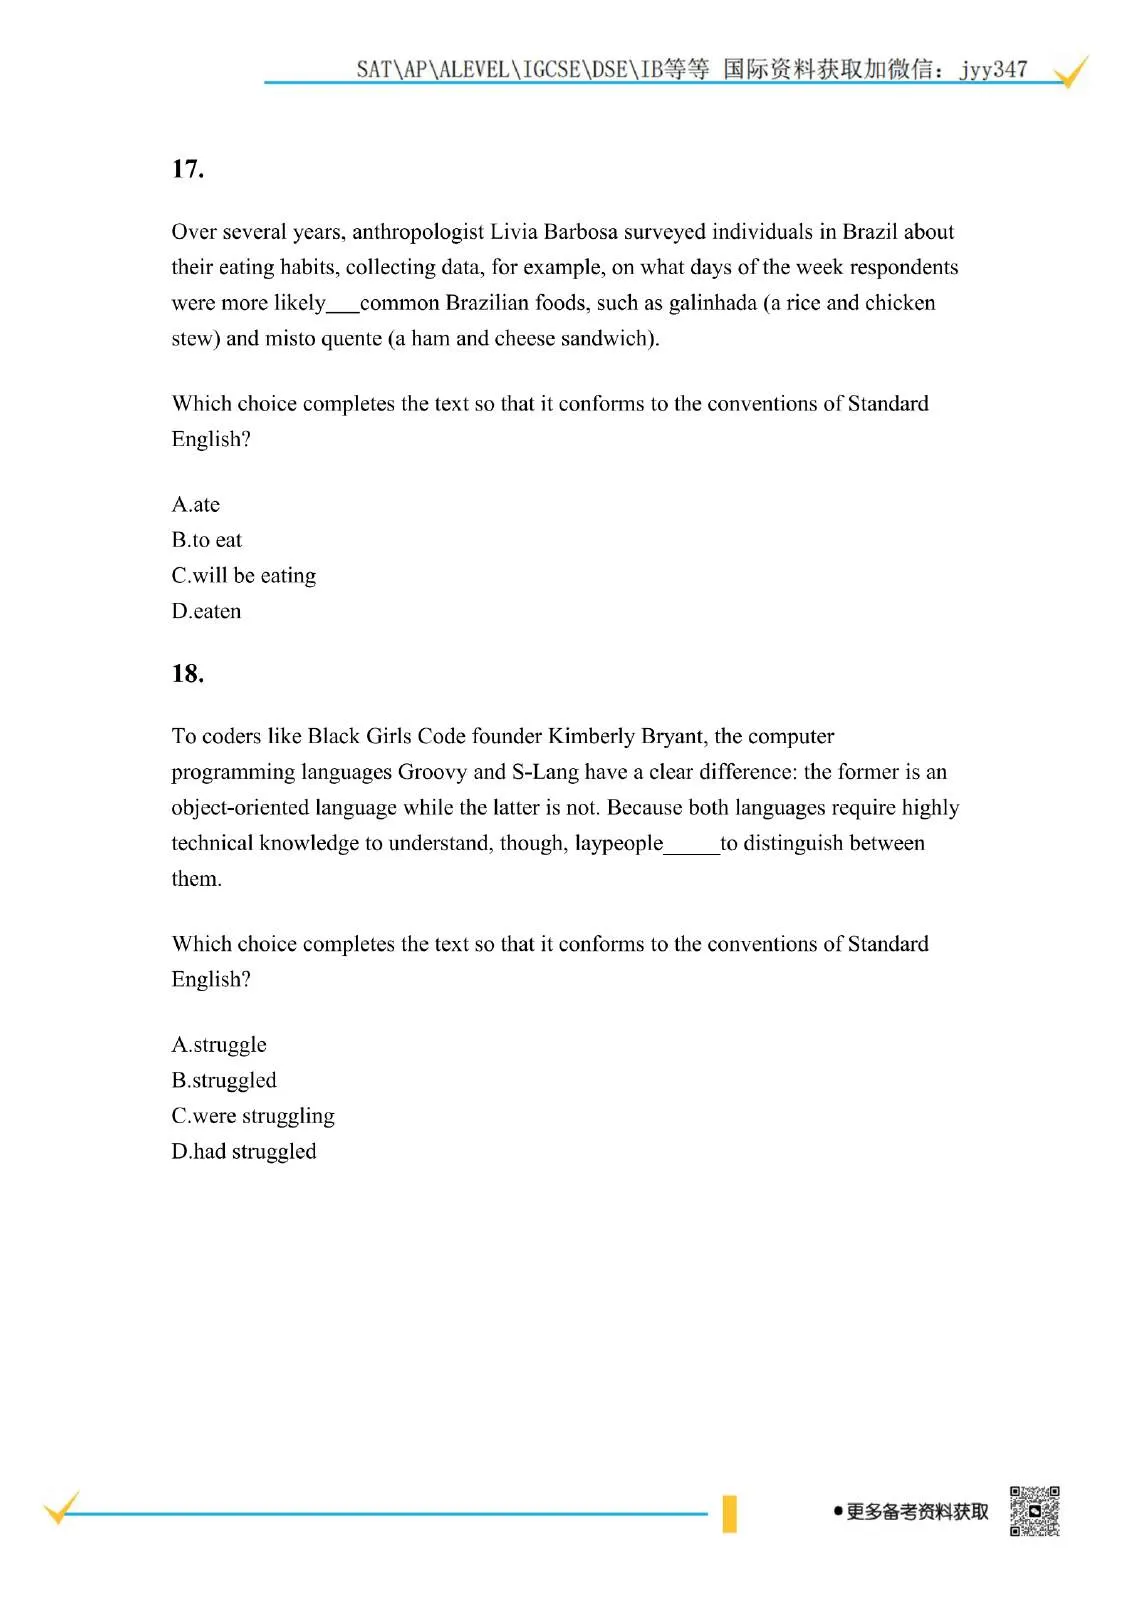 SAT\AP\ALEVEL\IGCSE\DSE\IB等等 国际资料获取加微信：jyy347
17.
Over several years, anthropologist Livia Barbosa surveyed individuals in Brazil about
their eating habits, collecting data, for example, on what days of the week respondents
were more likely___common Brazilian foods, such as galinhada (a rice and chicken
stew) and misto quente (a ham and cheese sandwich).
Which choice completes the text so that it conforms to the conventions of Standard
English?
A.ate
B.to eat
C.will be eating
D.eaten
18.
To coders like Black Girls Code founder Kimberly Bryant, the computer
programming languages Groovy and S-Lang have a clear difference: the former is an
object-oriented language while the latter is not. Because both languages require highly
technical knowledge to understand, though, laypeople_____to distinguish between
them.
Which choice completes the text so that it conforms to the conventions of Standard
English?
A.struggle
B.struggled
C.were struggling
D.had struggled
●更多备考资料获取